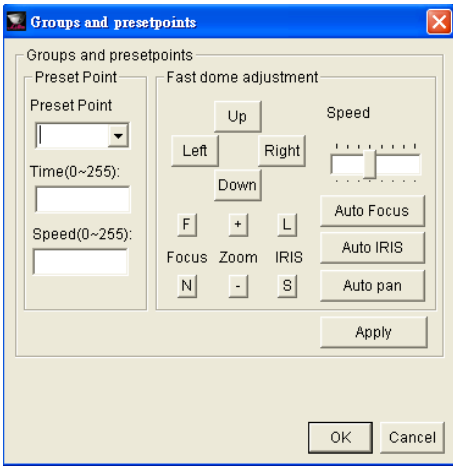 Groups and presetpoints
Groups and presetpoints
Preset Point
Fast dome adjustment
Preset Point
Time(0~255):
Speed(0~255):
Up
Left
Right
Down
Speed
F
+
L
Focus
Zoom
IRIS
N
-
S
Auto Focus
Auto IRIS
Auto pan
Apply
OK
Cancel